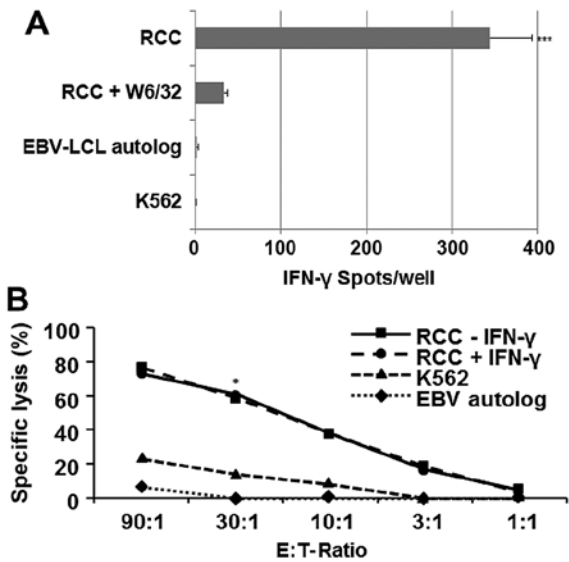 A
RCC
***
RCC + W6/32
EBV-LCL autolog
K562
0 100 200 300 400
IFN-γ Spots/well
B
Specific lysis (%)
100
80
60
40
20
0
*
RCC - IFN-γ
RCC + IFN-γ
K562
EBV autolog
90:1 30:1 10:1 3:1 1:1
E:T-Ratio